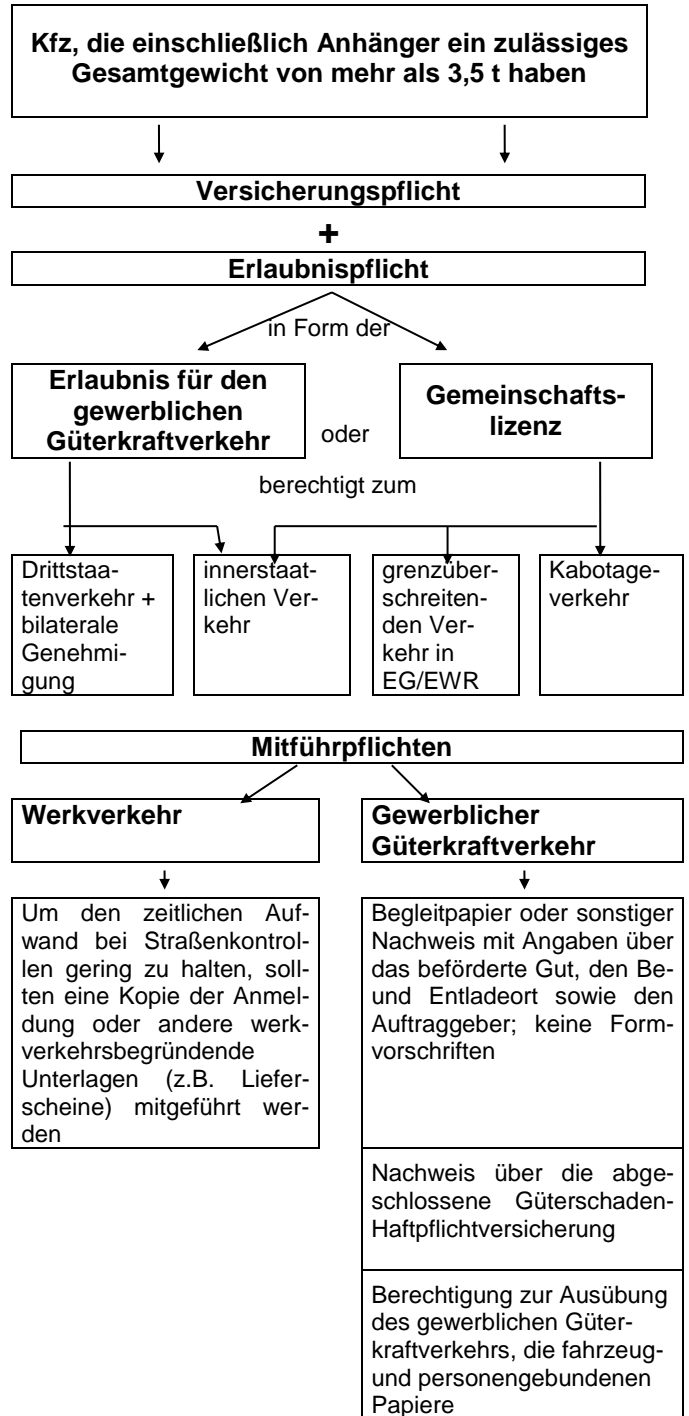 Kfz, die einschließlich Anhänger ein zulässiges
Gesamtgewicht von mehr als 3,5 t haben
Versicherungspflicht
+
Erlaubnispflicht
in Form der
Erlaubnis für den
gewerblichen
Güterkraftverkehr
oder
Gemeinschafts-
lizenz
berechtigt zum
Drittstaa-
tenverkehr +
bilaterale
Genehmi-
gung
innerstaat-
lichen Ver-
kehr
grenzüber-
schreiten-
den Ver-
kehr in
EG/EWR
Kabotage-
verkehr
Mitführpflichten
Werkverkehr
Um den zeitlichen Auf-
wand bei Straßenkontrol-
len gering zu halten, soll-
ten eine Kopie der Anmel-
dung oder andere werk-
verkehrsbegründende
Unterlagen (z.B. Liefer-
scheine) mitgeführt wer-
den
Gewerblicher
Güterkraftverkehr
Begleitpapier oder sonstiger
Nachweis mit Angaben über
das beförderte Gut, den Be-
und Entladeort sowie den
Auftraggeber; keine Form-
vorschriften
Nachweis über die abge-
schlossene Güterschaden-
Haftpflichtversicherung
Berechtigung zur Ausübung
des gewerblichen Güter-
kraftverkehrs, die fahrzeug-
und personengebundenen
Papiere